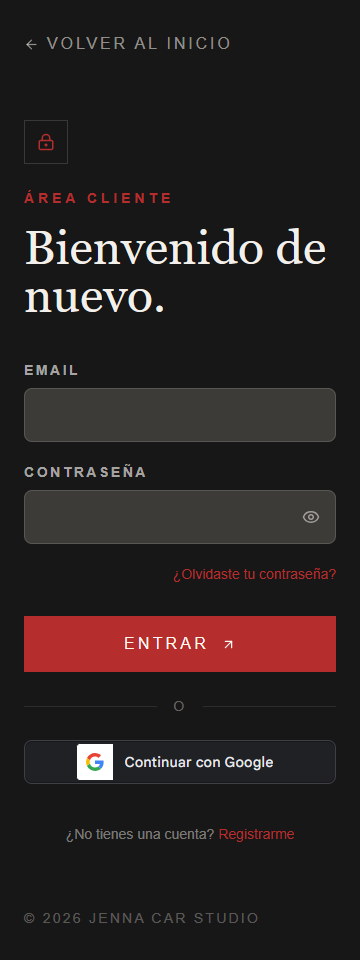 ← VOLVER AL INICIO
ÁREA CLIENTE
Bienvenido de
nuevo.
EMAIL
CONTRASEÑA
¿Olvidaste tu contraseña?
ENTRAR ↗
O
Continuar con Google
¿No tienes una cuenta? Registrarme
© 2026 JENNA CAR STUDIO